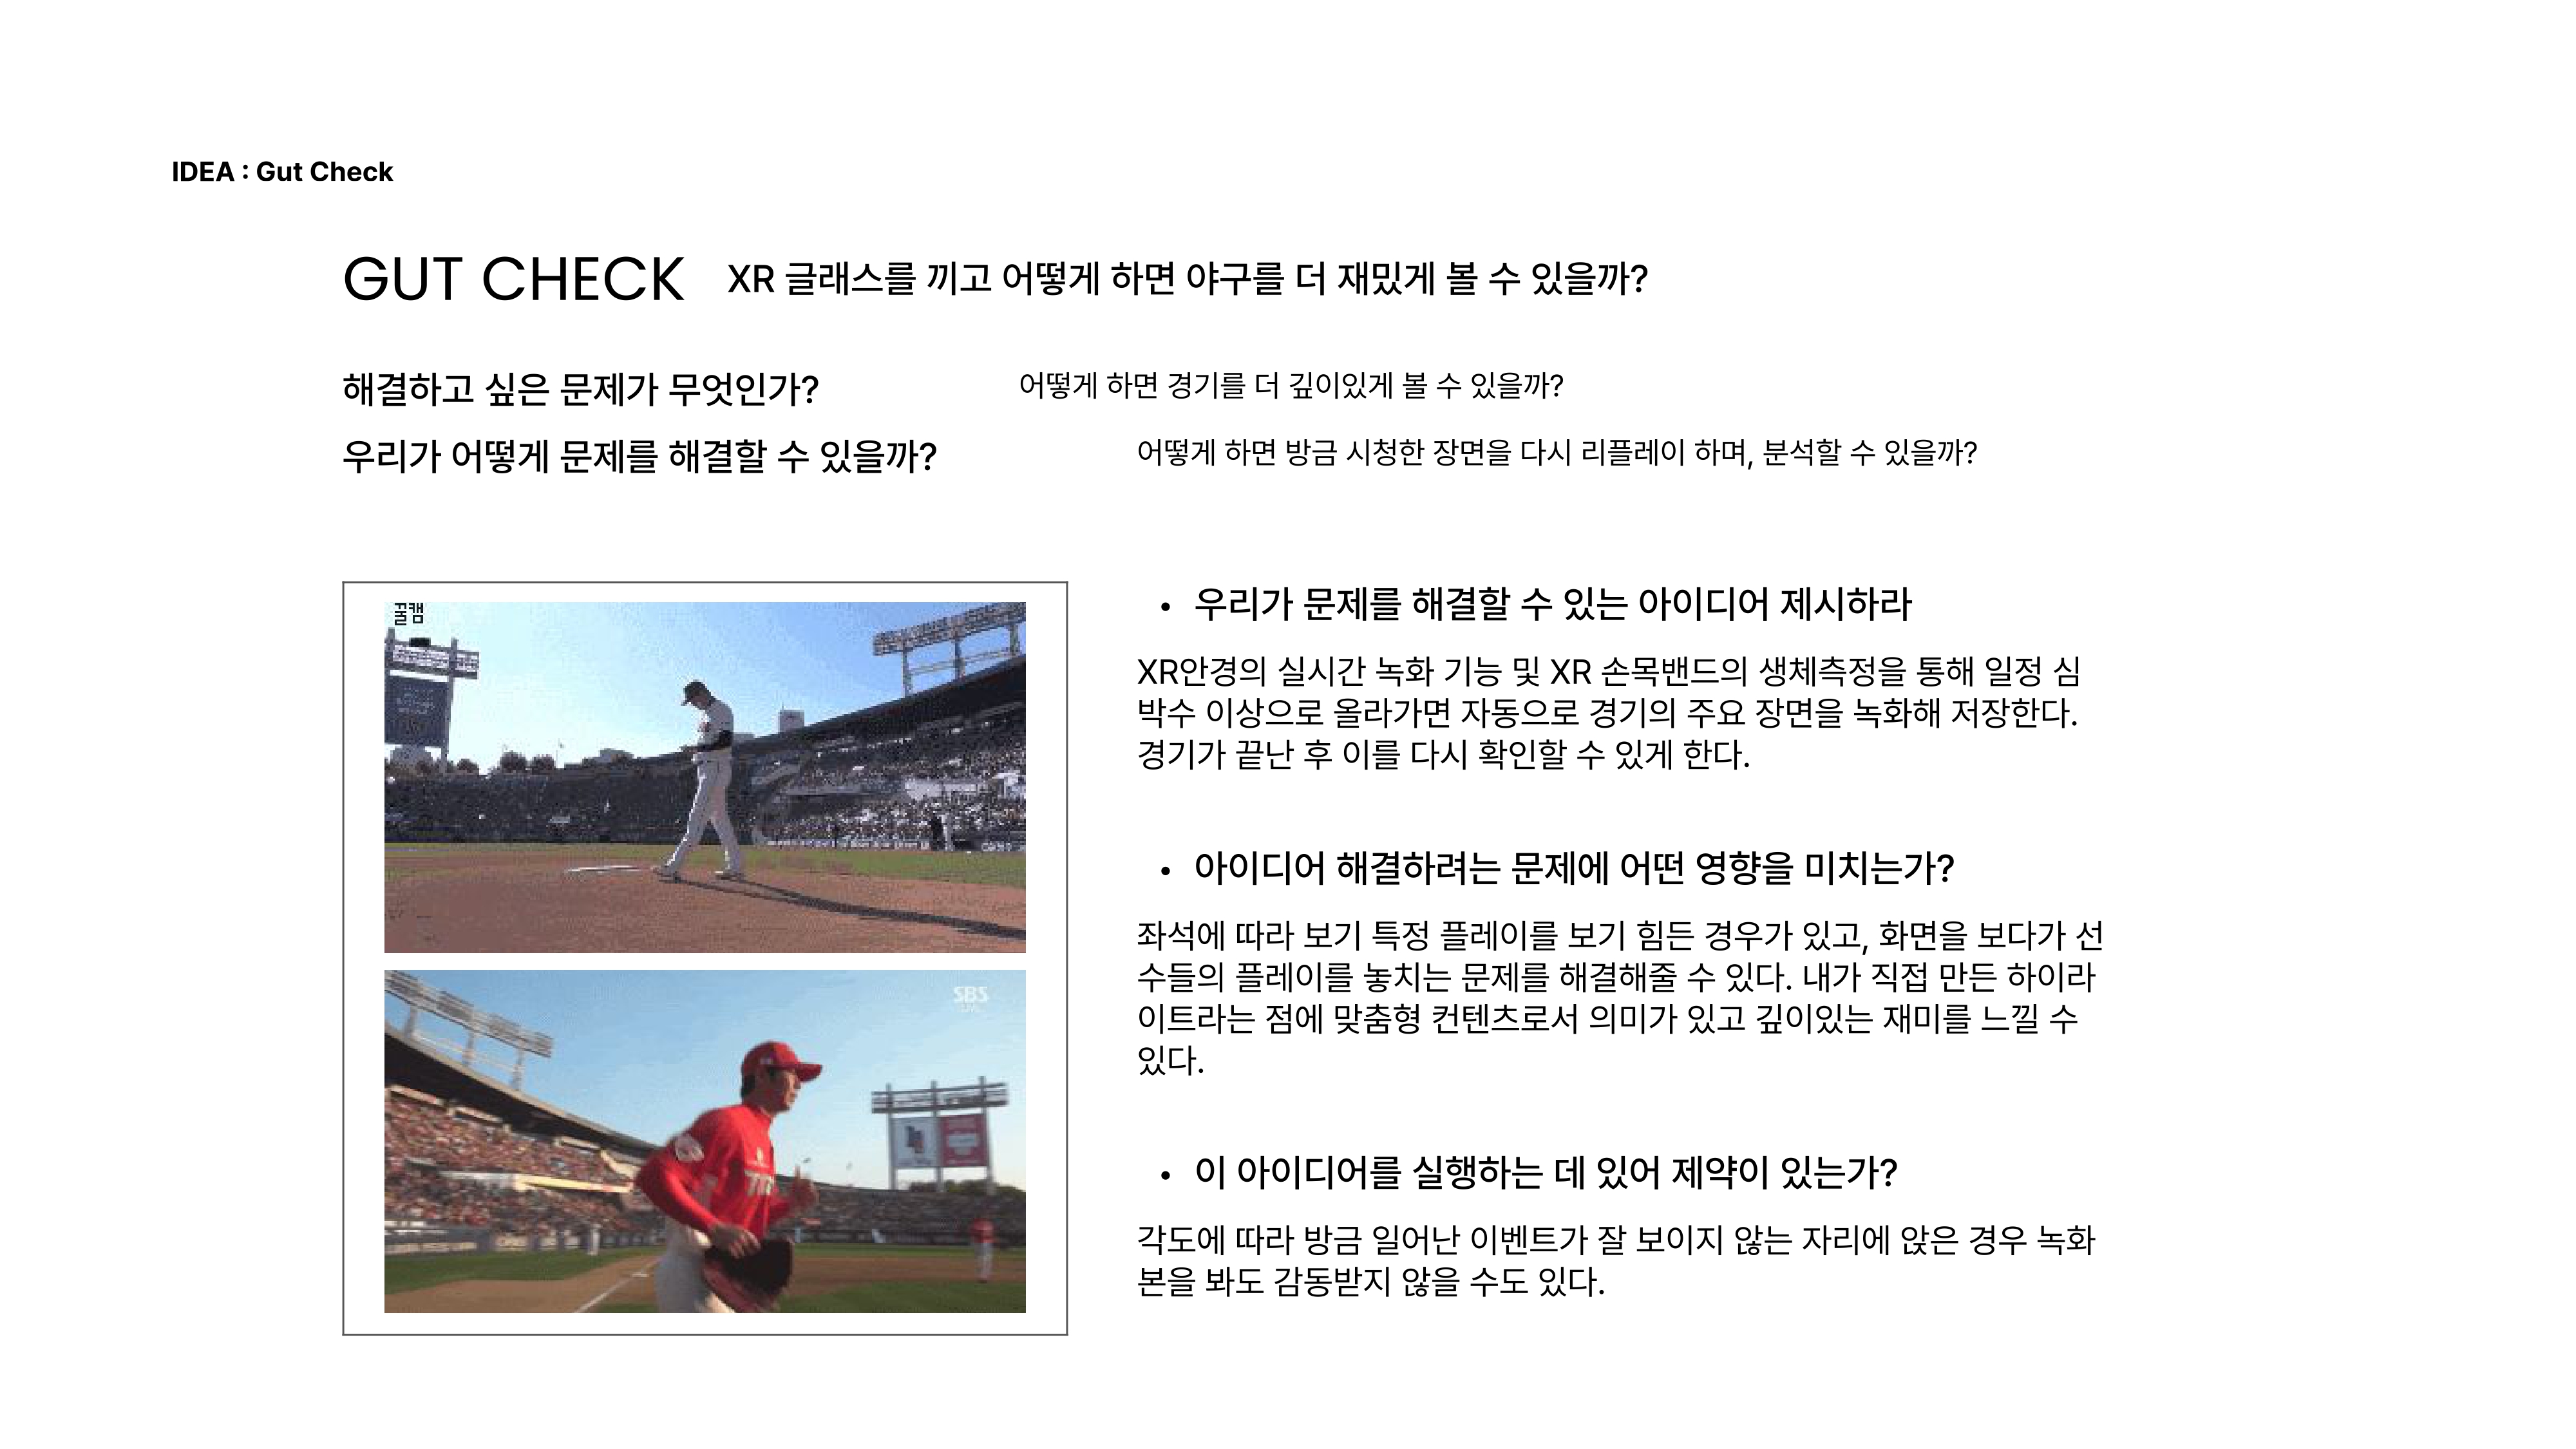 IDEA : Gut Check
GUT CHECK XR 글래스를 끼고 어떻게 하면 야구를 더 재밌게 볼 수 있을까?
해결하고 싶은 문제가 무엇인가? 어떻게 하면 경기를 더 깊이있게 볼 수 있을까?
우리가 어떻게 문제를 해결할 수 있을까? 어떻게 하면 방금 시청한 장면을 다시 리플레이 하며, 분석할 수 있을까?
꿀캠
SBS
• 우리가 문제를 해결할 수 있는 아이디어 제시하라
XR안경의 실시간 녹화 기능 및 XR 손목밴드의 생체측정을 통해 일정 심
박수 이상으로 올라가면 자동으로 경기의 주요 장면을 녹화해 저장한다.
경기가 끝난 후 이를 다시 확인할 수 있게 한다.
• 아이디어 해결하려는 문제에 어떤 영향을 미치는가?
좌석에 따라 보기 특정 플레이를 보기 힘든 경우가 있고, 화면을 보다가 선
수들의 플레이를 놓치는 문제를 해결해줄 수 있다. 내가 직접 만든 하이라
이트라는 점에 맞춤형 컨텐츠로서 의미가 있고 깊이있는 재미를 느낄 수
있다.
• 이 아이디어를 실행하는 데 있어 제약이 있는가?
각도에 따라 방금 일어난 이벤트가 잘 보이지 않는 자리에 앉은 경우 녹화
본을 봐도 감동받지 않을 수도 있다.